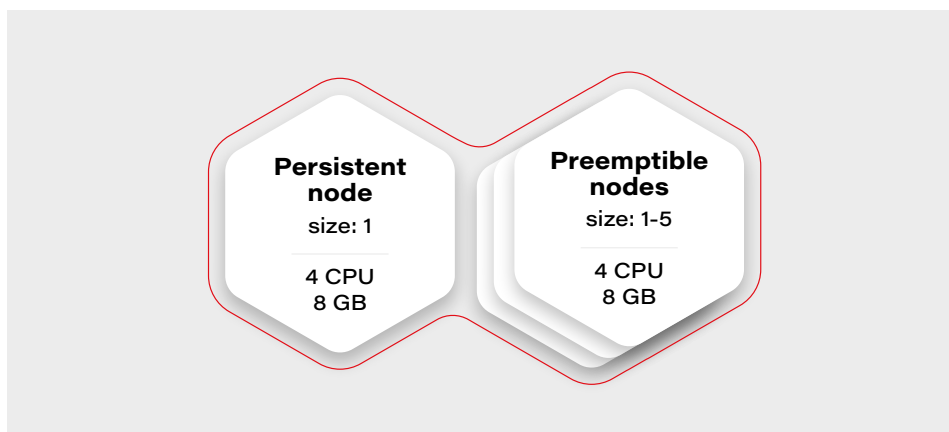 Persistent
node
size: 1
4 CPU
8 GB
Preemptible
nodes
size: 1-5
4 CPU
8 GB